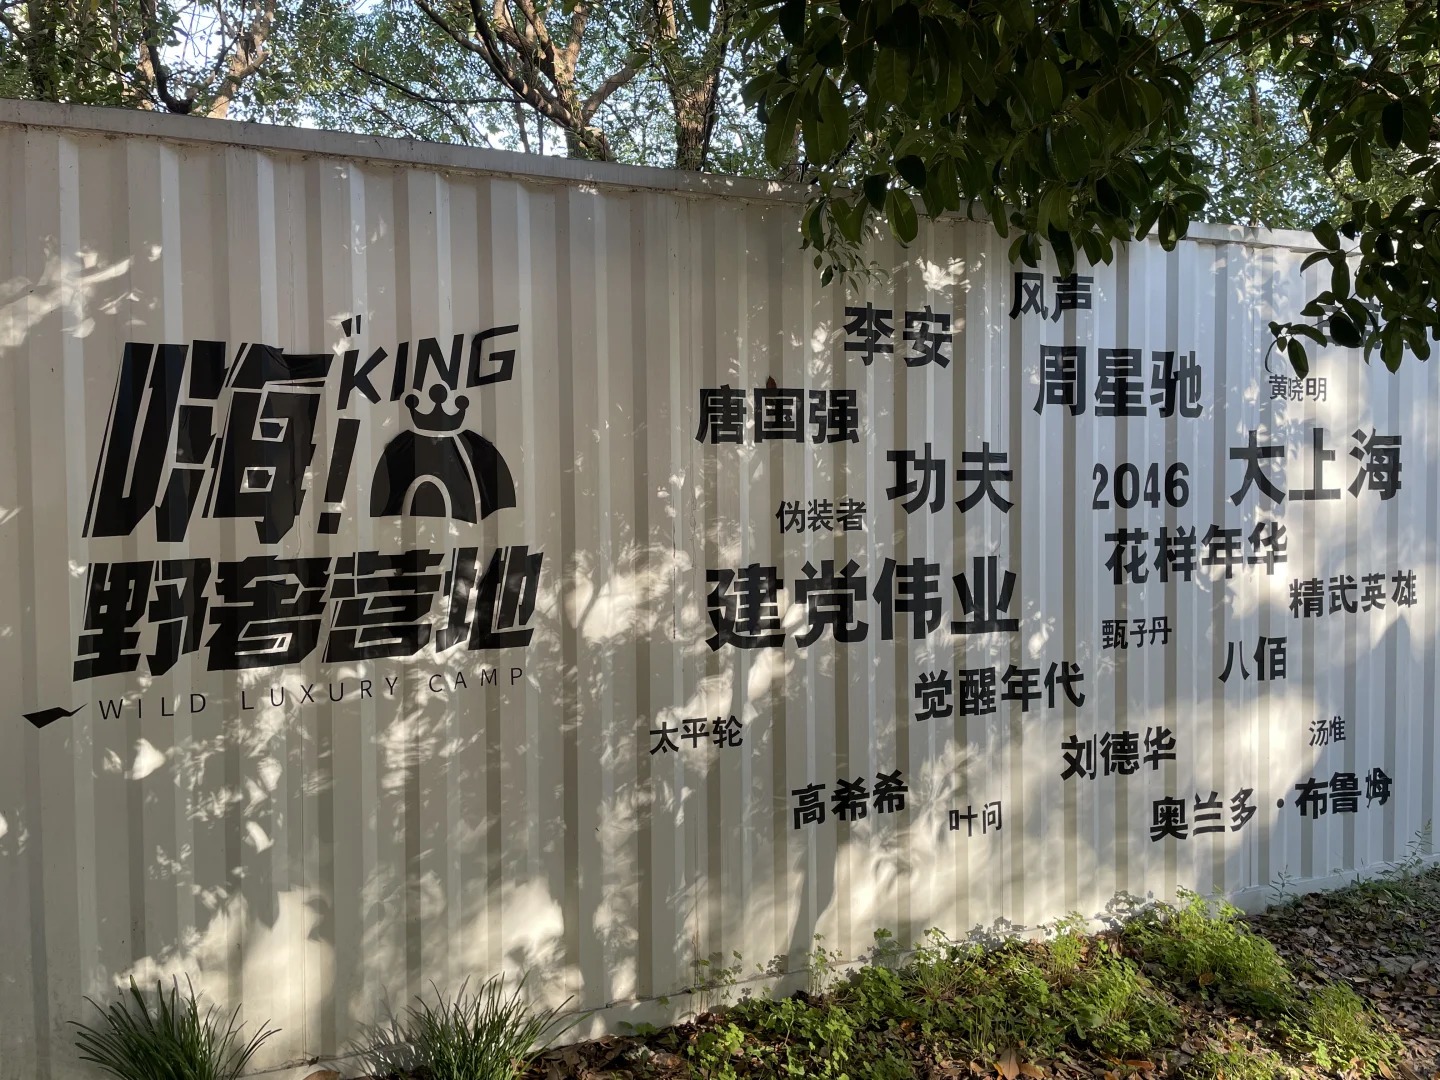 嗨!"KING
野奢营地
WILD LUXURY CAMP
风声
李安
周星驰
黄晓明
唐国强
功夫
2046
大上海
伪装者
花样年华
建党伟业
精武英雄
甄子丹
八佰
觉醒年代
太平轮
刘德华
汤唯
高希希
叶问
奥兰多·布鲁姆